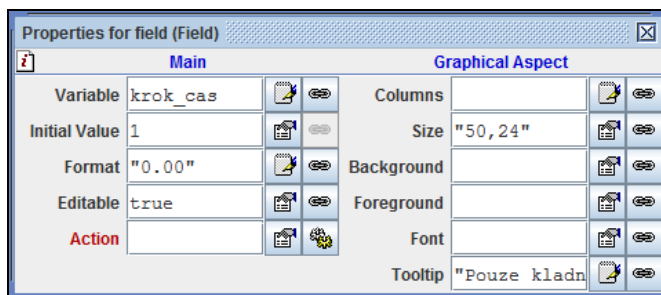 Properties for field (Field)
Main
Graphical Aspect
Variable krok_cas Columns
Initial Value 1 Size "50,24"
Format "0.00" Background
Editable true Foreground
Action Font
Tooltip "Pouze kladn